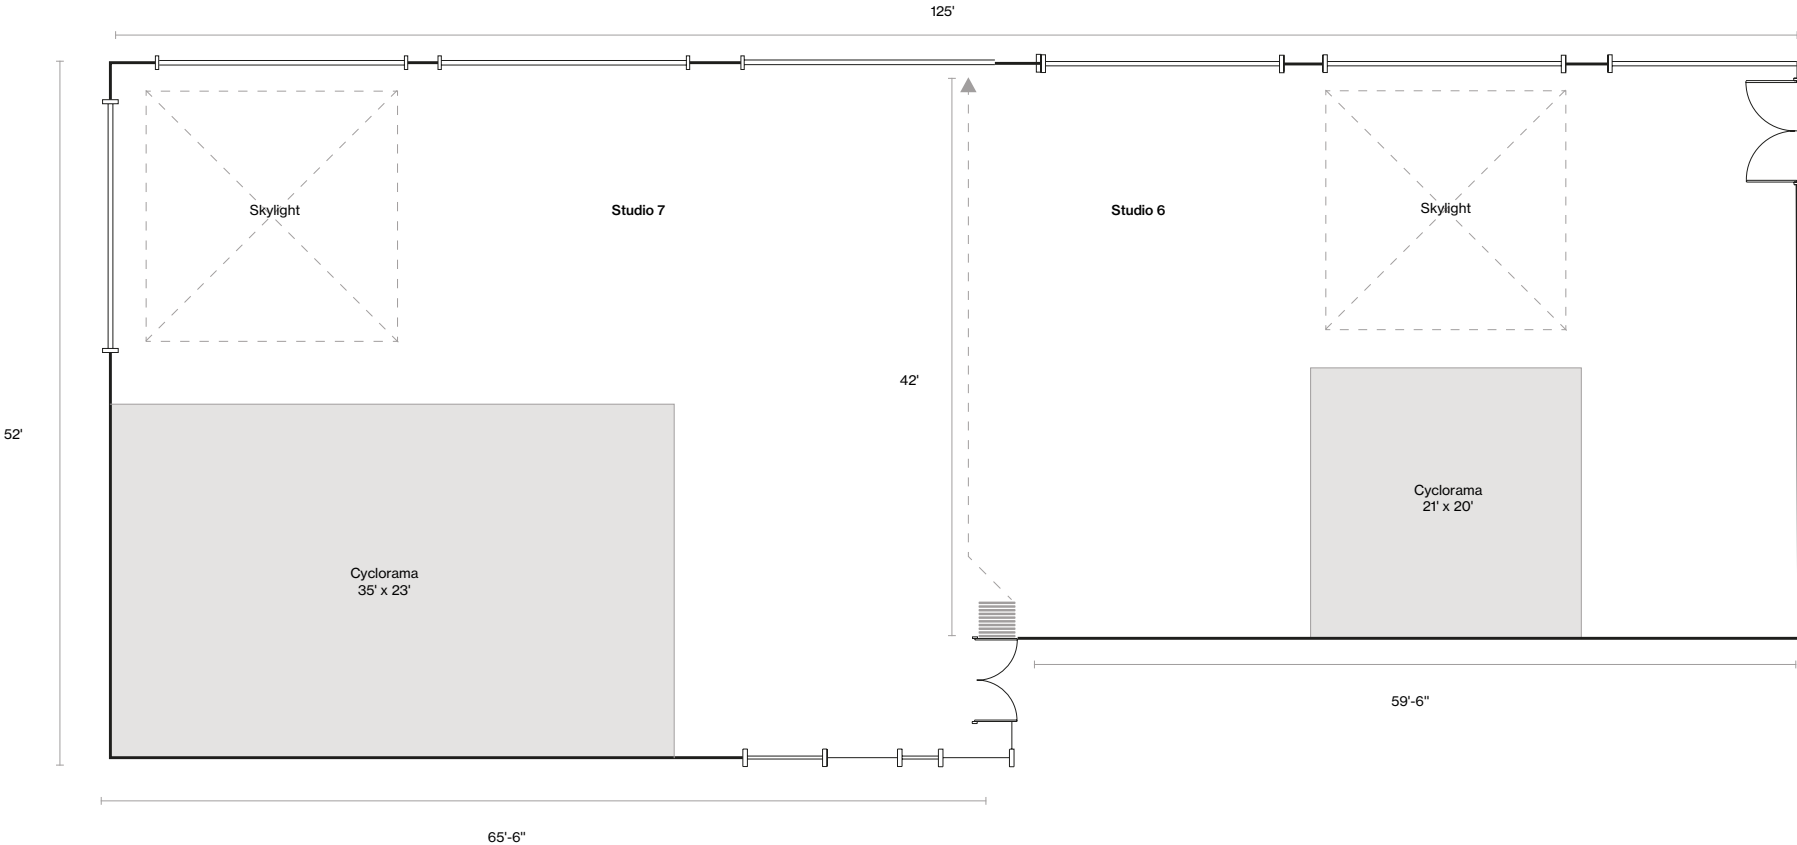 125'
Skylight
Studio 7
Studio 6
Skylight
42'
52'
Cyclorama
21' x 20'
Cyclorama
35' x 23'
59'-6"
65'-6"